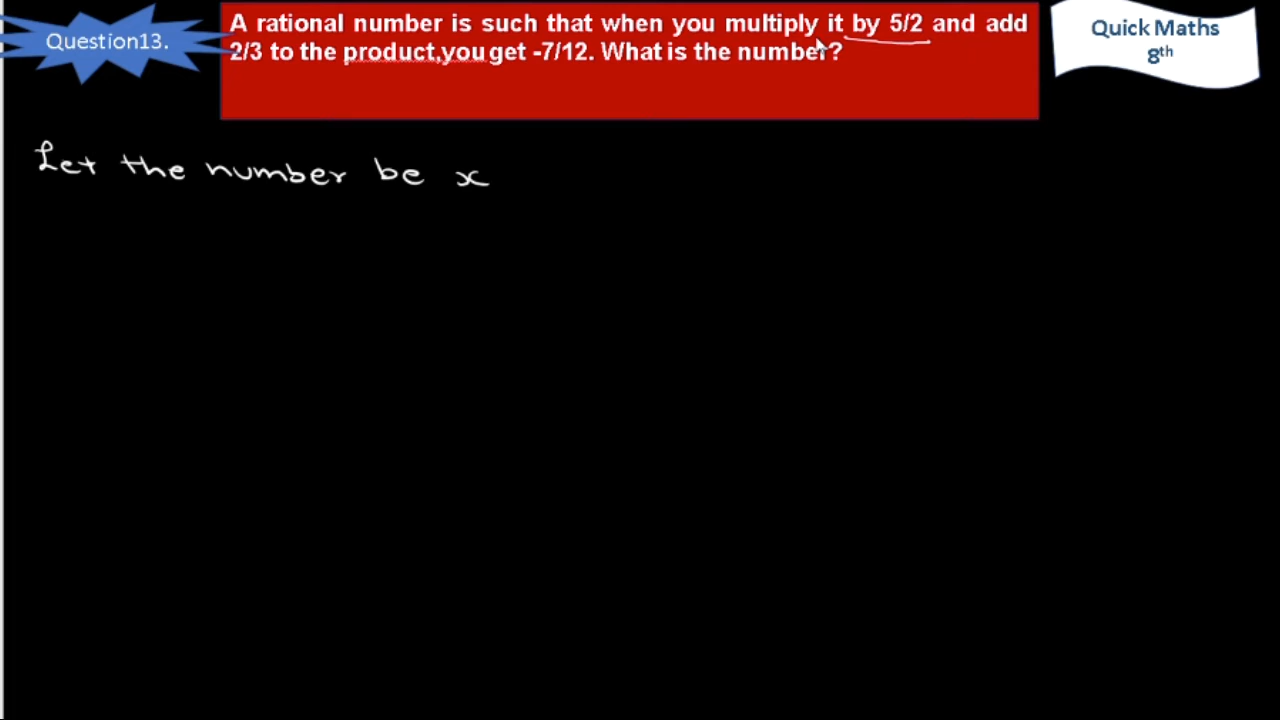 Question13.
A rational number is such that when you multiply it by 5/2 and add
2/3 to the product,you get -7/12. What is the number?
Quick Maths
8th
Let the number be x